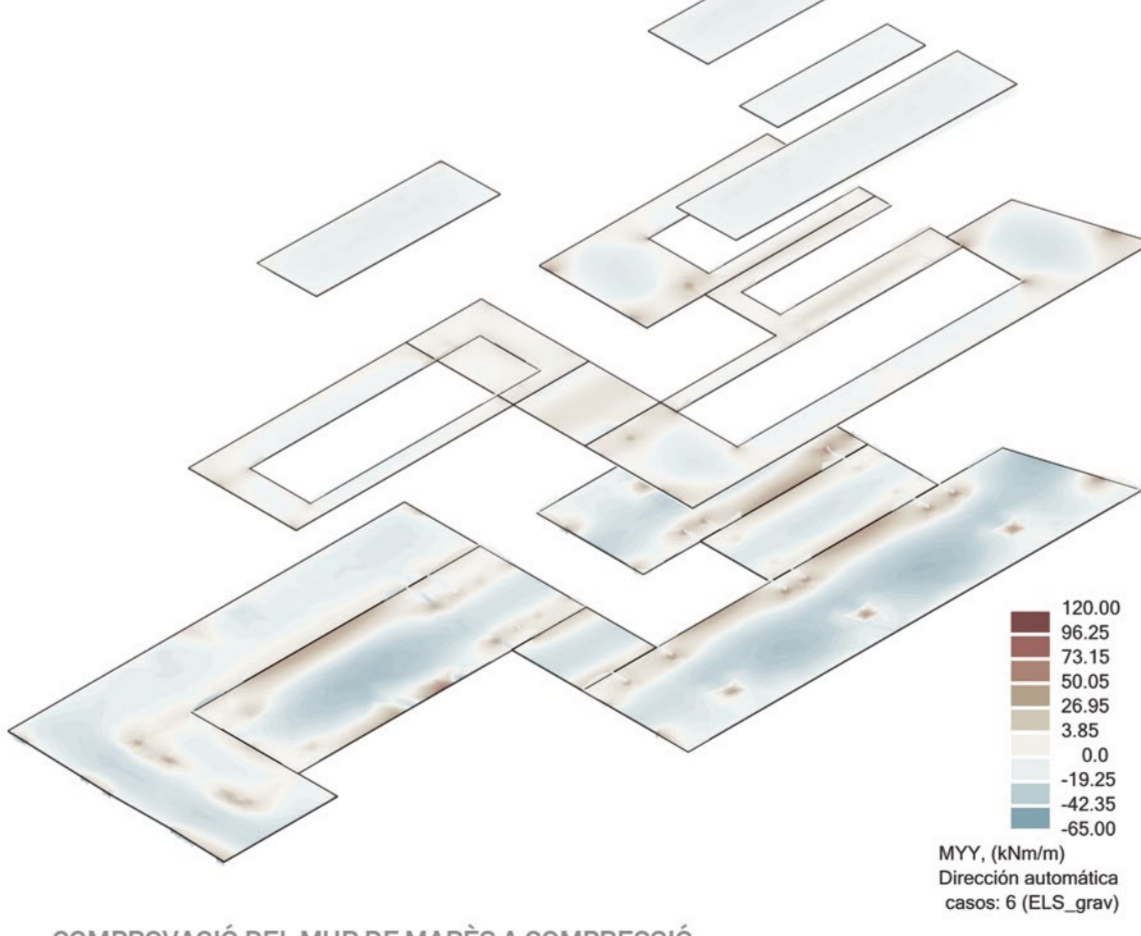 120.00
96.25
73.15
50.05
26.95
3.85
0.0
-19.25
-42.35
-65.00
MYY, (kNm/m)
Dirección automática
casos: 6 (ELS_grav)
COMPROVACIÓ DEL MUR DE MARÈS A COMPRESSIÓ